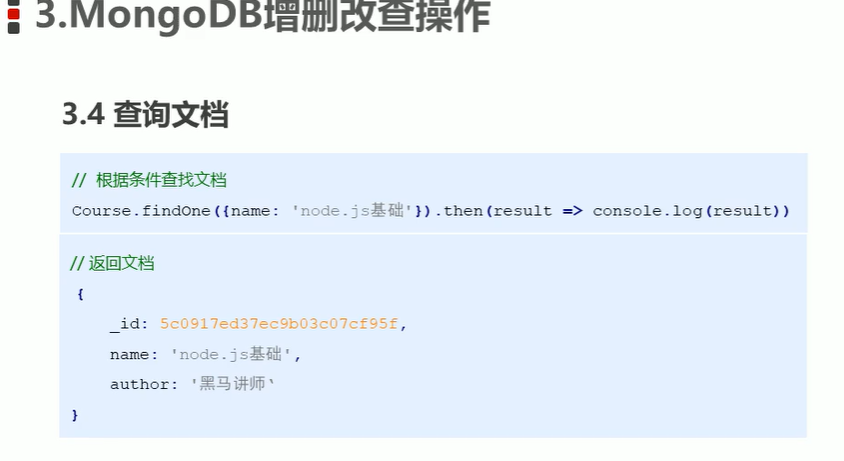 3.MongoDB增删改查操作
3.4 查询文档
// 根据条件查找文档
Course.findOne({name: 'node.js基础'}).then(result => console.log(result))
// 返回文档
{
_id: 5c0917ed37ec9b03c07cf95f,
name: 'node.js基础',
author: '黑马讲师‘
}